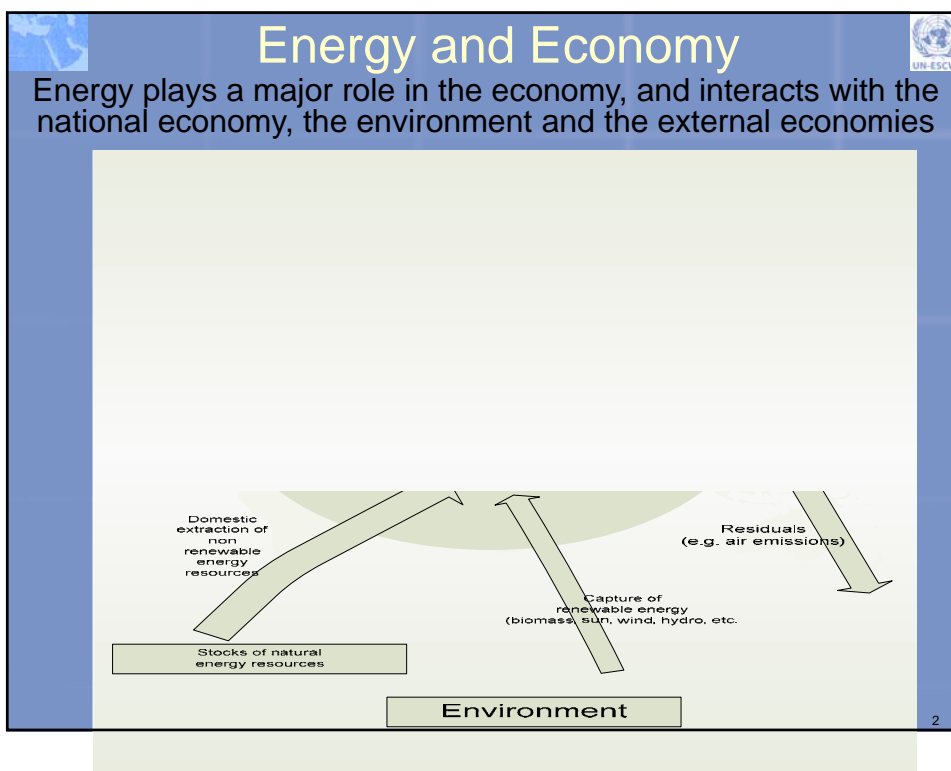 Energy and Economy
UN-ESCW
Energy plays a major role in the economy, and interacts with the
national economy, the environment and the external economies
Domestic
extraction of
non
renewable
energy
resources
Residuals
(e.g. air emissions)
Capture of
renewable energy
(biomass, sun, wind, hydro, etc.
Stocks of natural
energy resources
Environment
2